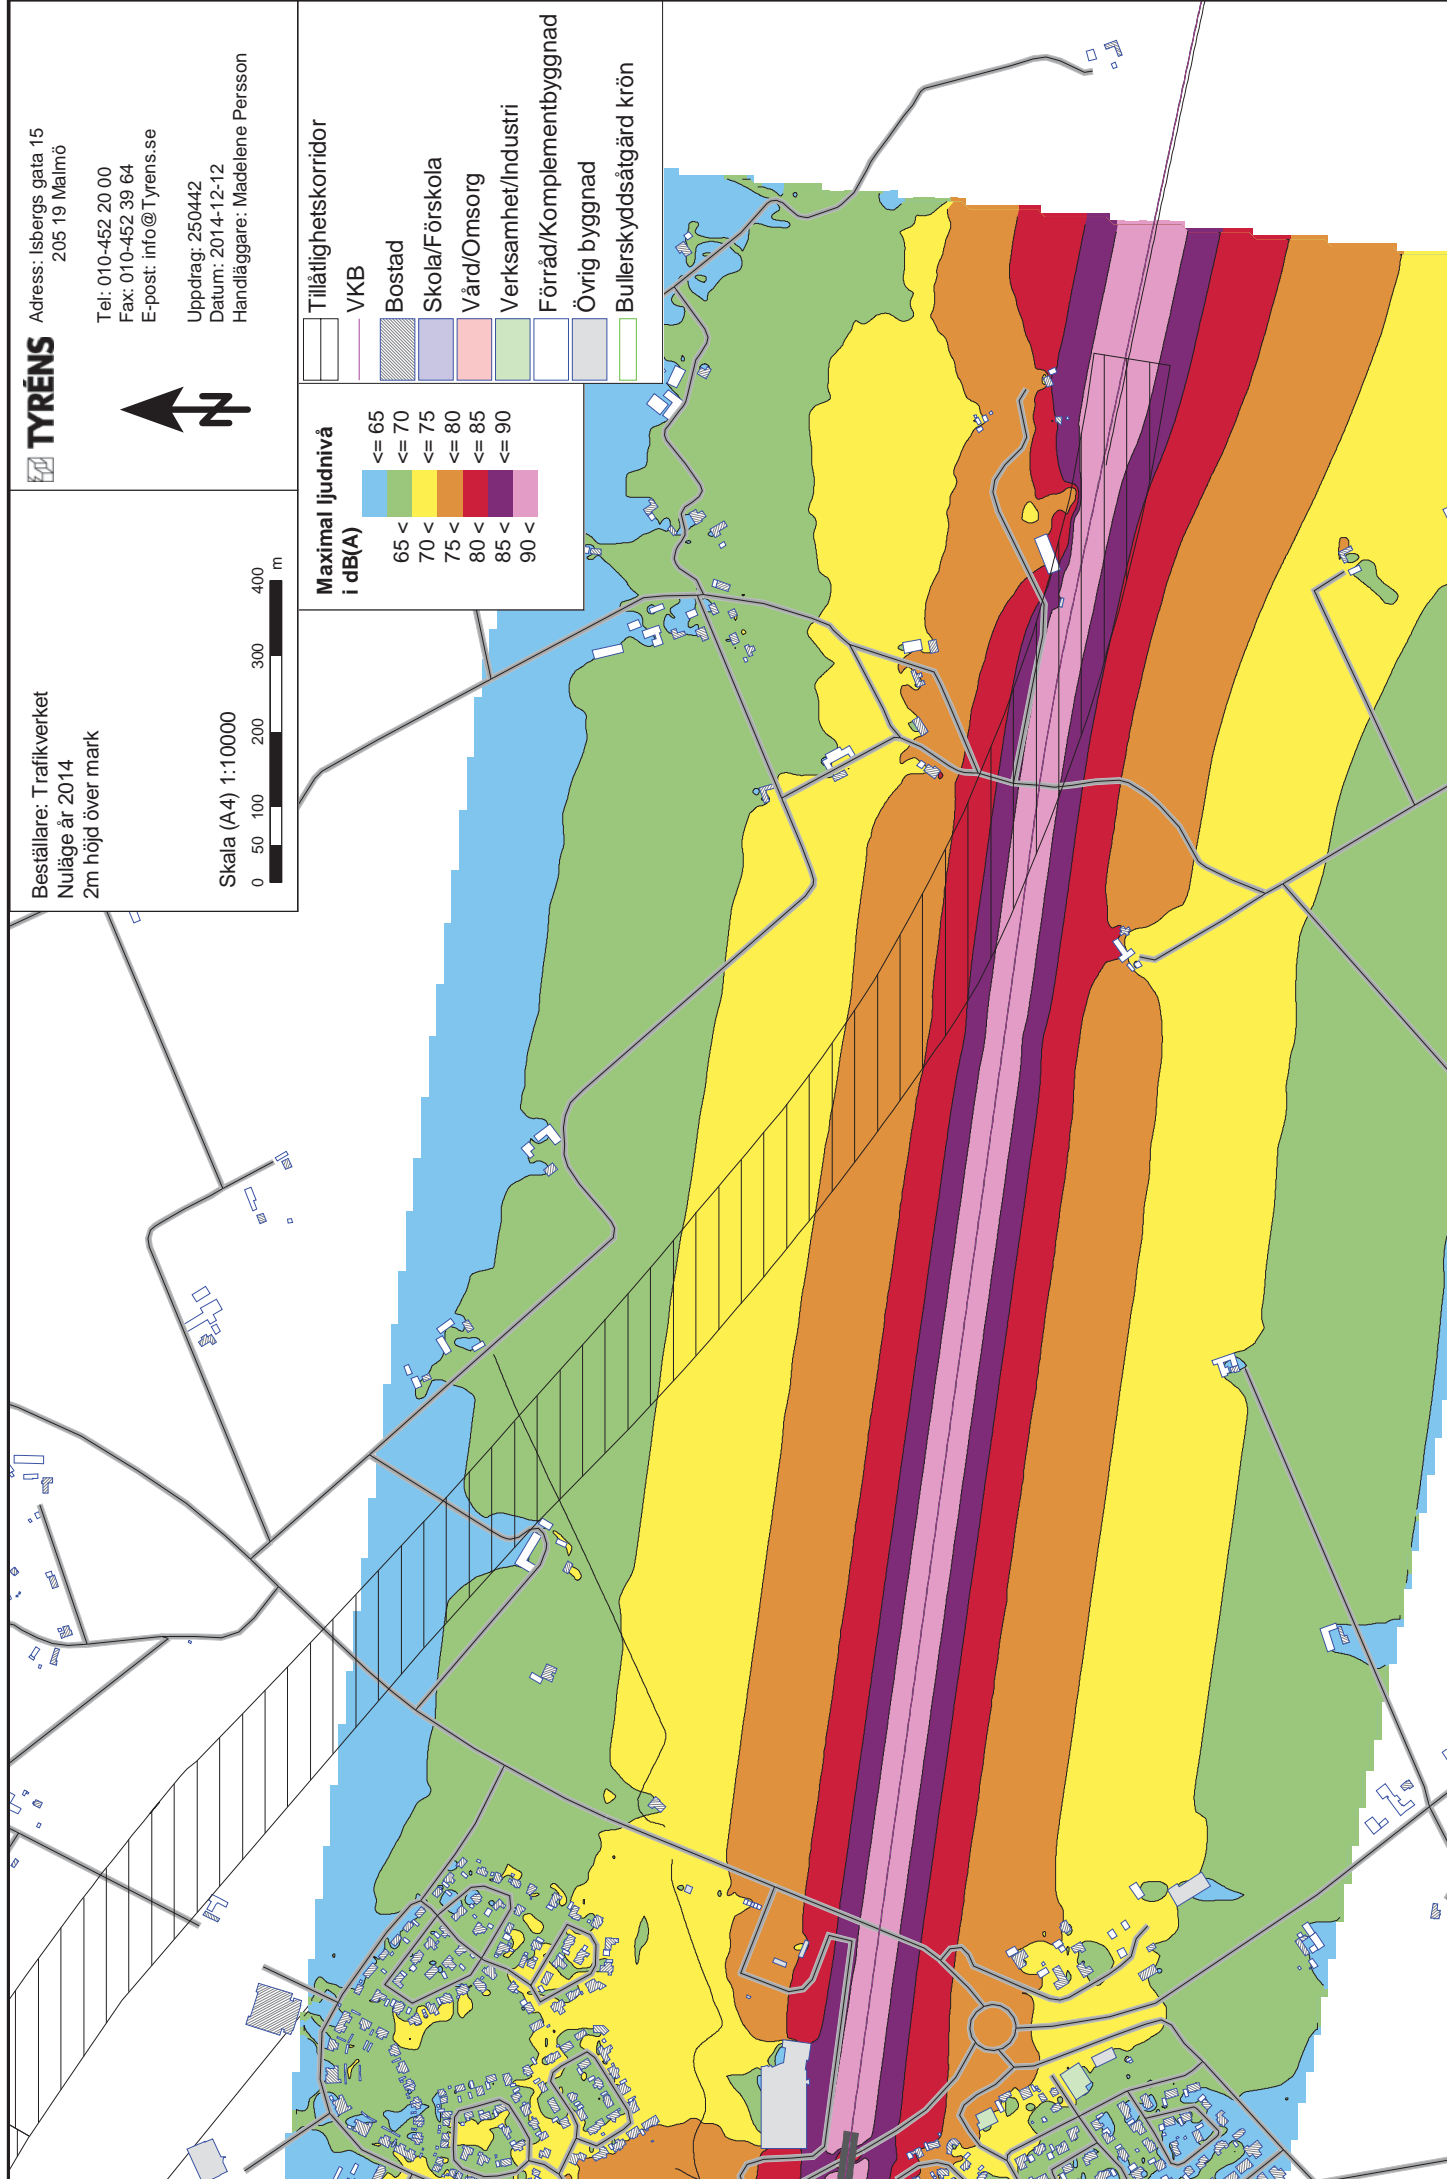 TYRÉNS
Adress: Isbergs gata 15
205 19 Malmö
Tel: 010-452 20 00
Fax: 010-452 39 64
E-post: info@Tyrens.se
Uppdrag: 250442
Datum: 2014-12-12
Handläggare: Madelene Persson
N
Beställare: Trafikverket
Nuläge år 2014
2m höjd över mark
Skala (A4) 1:10000
0 50 100 200 300 400
m
Tillåtlighetskorridor
VKB
Bostad
Skola/Förskola
Vård/Omsorg
Verksamhet/Industri
Förråd/Komplementbyggnad
Övrig byggnad
Bullerskyddsåtgärd krön
Maximal ljudnivå
i dB(A)
<= 65
65 < <= 70
70 < <= 75
75 < <= 80
80 < <= 85
85 < <= 90
90 <